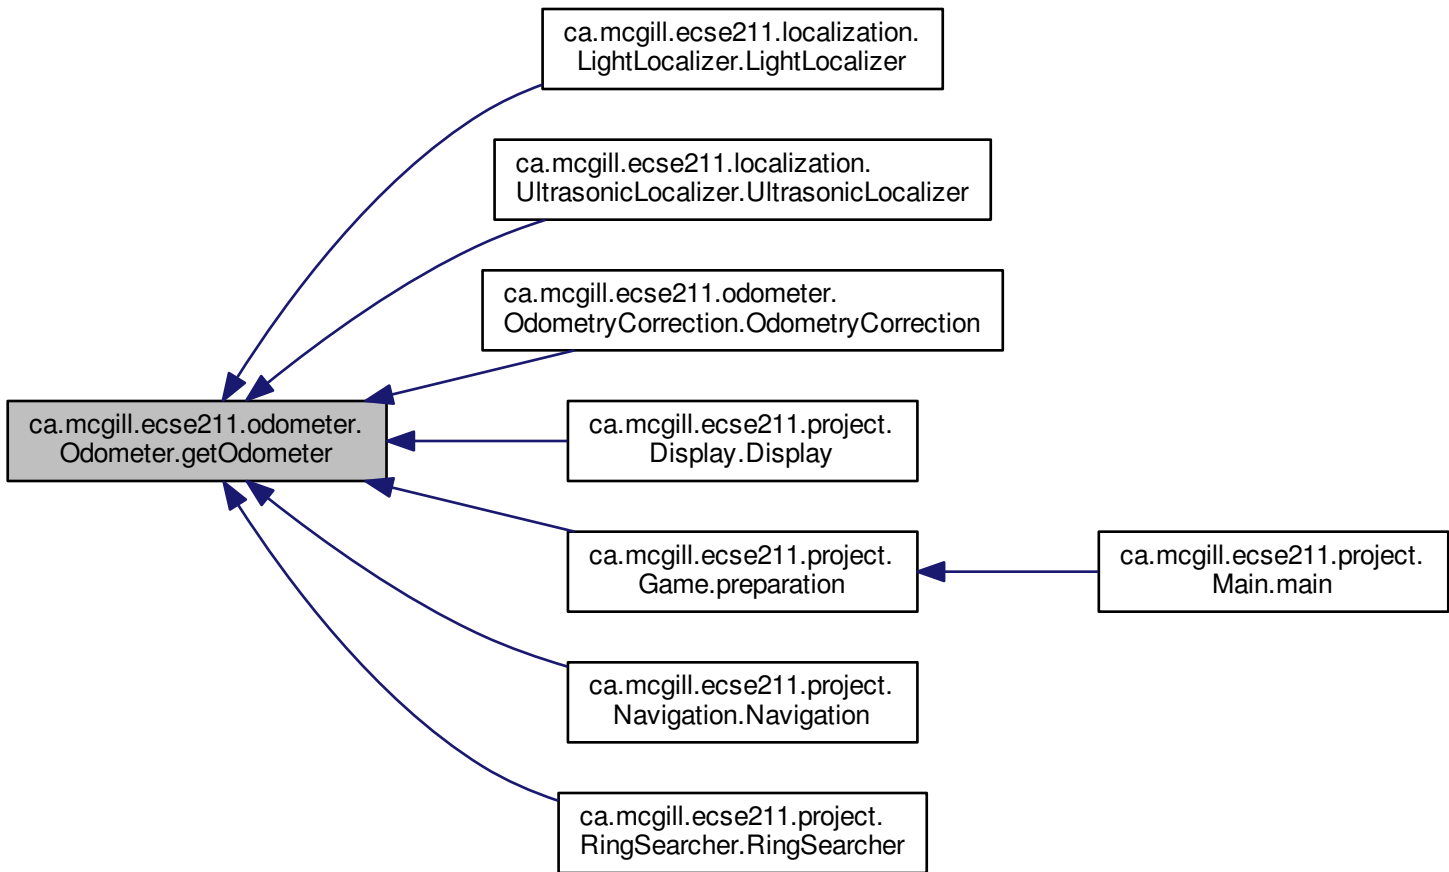 ca.mcgill.ecse211.localization.
LightLocalizer.LightLocalizer
ca.mcgill.ecse211.localization.
UltrasonicLocalizer.UltrasonicLocalizer
ca.mcgill.ecse211.odometer.
OdometryCorrection.OdometryCorrection
ca.mcgill.ecse211.odometer.
Odometer.getOdometer
ca.mcgill.ecse211.project.
Display.Display
ca.mcgill.ecse211.project.
Game.preparation
ca.mcgill.ecse211.project.
Main.main
ca.mcgill.ecse211.project.
Navigation.Navigation
ca.mcgill.ecse211.project.
RingSearcher.RingSearcher